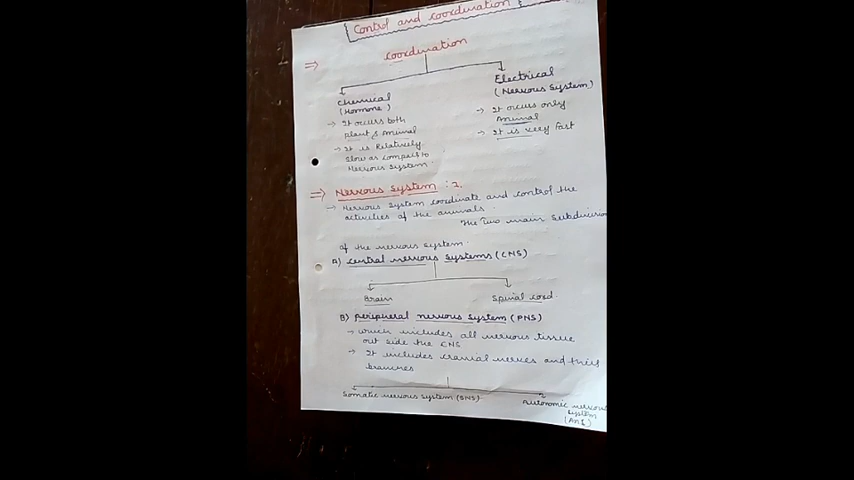 Control and coordination
⇒ coordination
Chemical
(Hormone)
→ It occurs both
plant & Animal
→ It is Relatively
Slow as compare to
Nervous System.
Electrical
(Nervous System)
→ It occurs only
Animal
→ It is very fast
⇒ Nervous System : 1.
→ Nervous System coordinate and control the
activities of the animals.
The Two main Subdivision
of the nervous system.
A) central nervous systems (CNS)
Brain
Spinal cord.
B) peripheral nervous system (PNS)
→ which includes all nervous tissue
out side the CNS
→ It includes cranial nerves and their
branches
Somatic nervous system (SNS)
Autonomic nervous
system
(ANS)